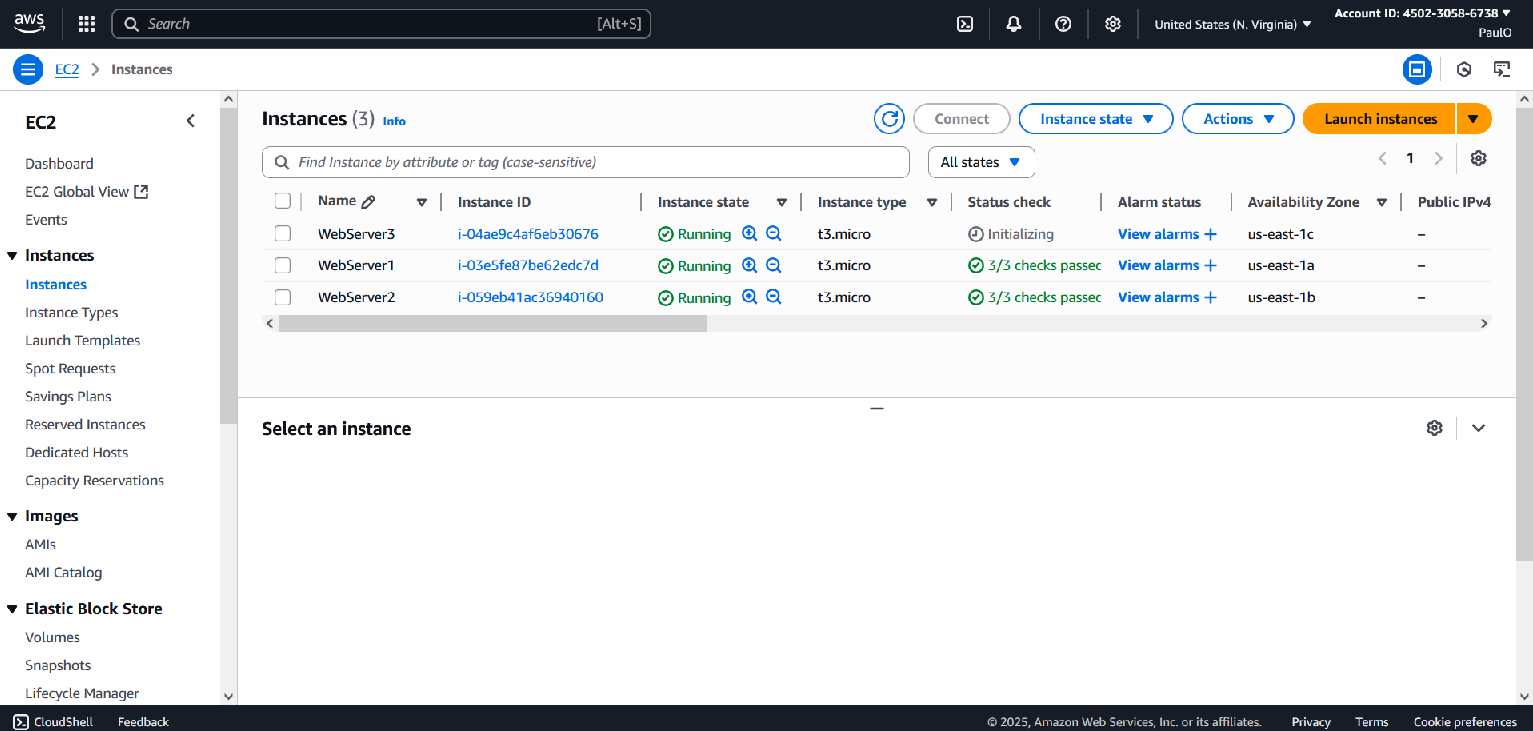 aws Search [Alt+S] United States (N. Virginia) Account ID: 4502-3058-6738
PaulO
EC2 Instances
EC2
Dashboard
EC2 Global View
Events
Instances
Instances
Instance Types
Launch Templates
Spot Requests
Savings Plans
Reserved Instances
Dedicated Hosts
Capacity Reservations
Images
AMIs
AMI Catalog
Elastic Block Store
Volumes
Snapshots
Lifecycle Manager
Instances (3) Info Connect Instance state Actions Launch instances
Find Instance by attribute or tag (case-sensitive) All states 1
Name Instance ID Instance state Instance type Status check Alarm status Availability Zone Public IPv4
WebServer3 i-04ae9c4af6eb30676 Running t3.micro Initializing View alarms + us-east-1c –
WebServer1 i-03e5fe87be62edc7d Running t3.micro 3/3 checks passed View alarms + us-east-1a –
WebServer2 i-059eb41ac36940160 Running t3.micro 3/3 checks passed View alarms + us-east-1b –
Select an instance
CloudShell Feedback © 2025, Amazon Web Services, Inc. or its affiliates. Privacy Terms Cookie preferences